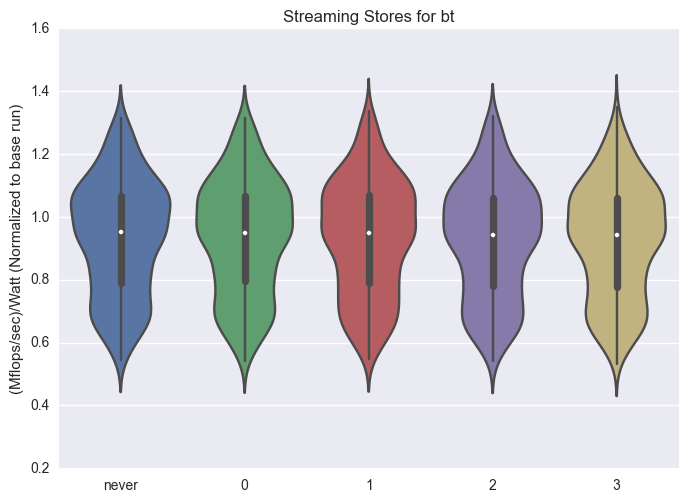 Streaming Stores for bt
(Mflops/sec)/Watt (Normalized to base run)
1.6
1.4
1.2
1.0
0.8
0.6
0.4
0.2
never 0 1 2 3